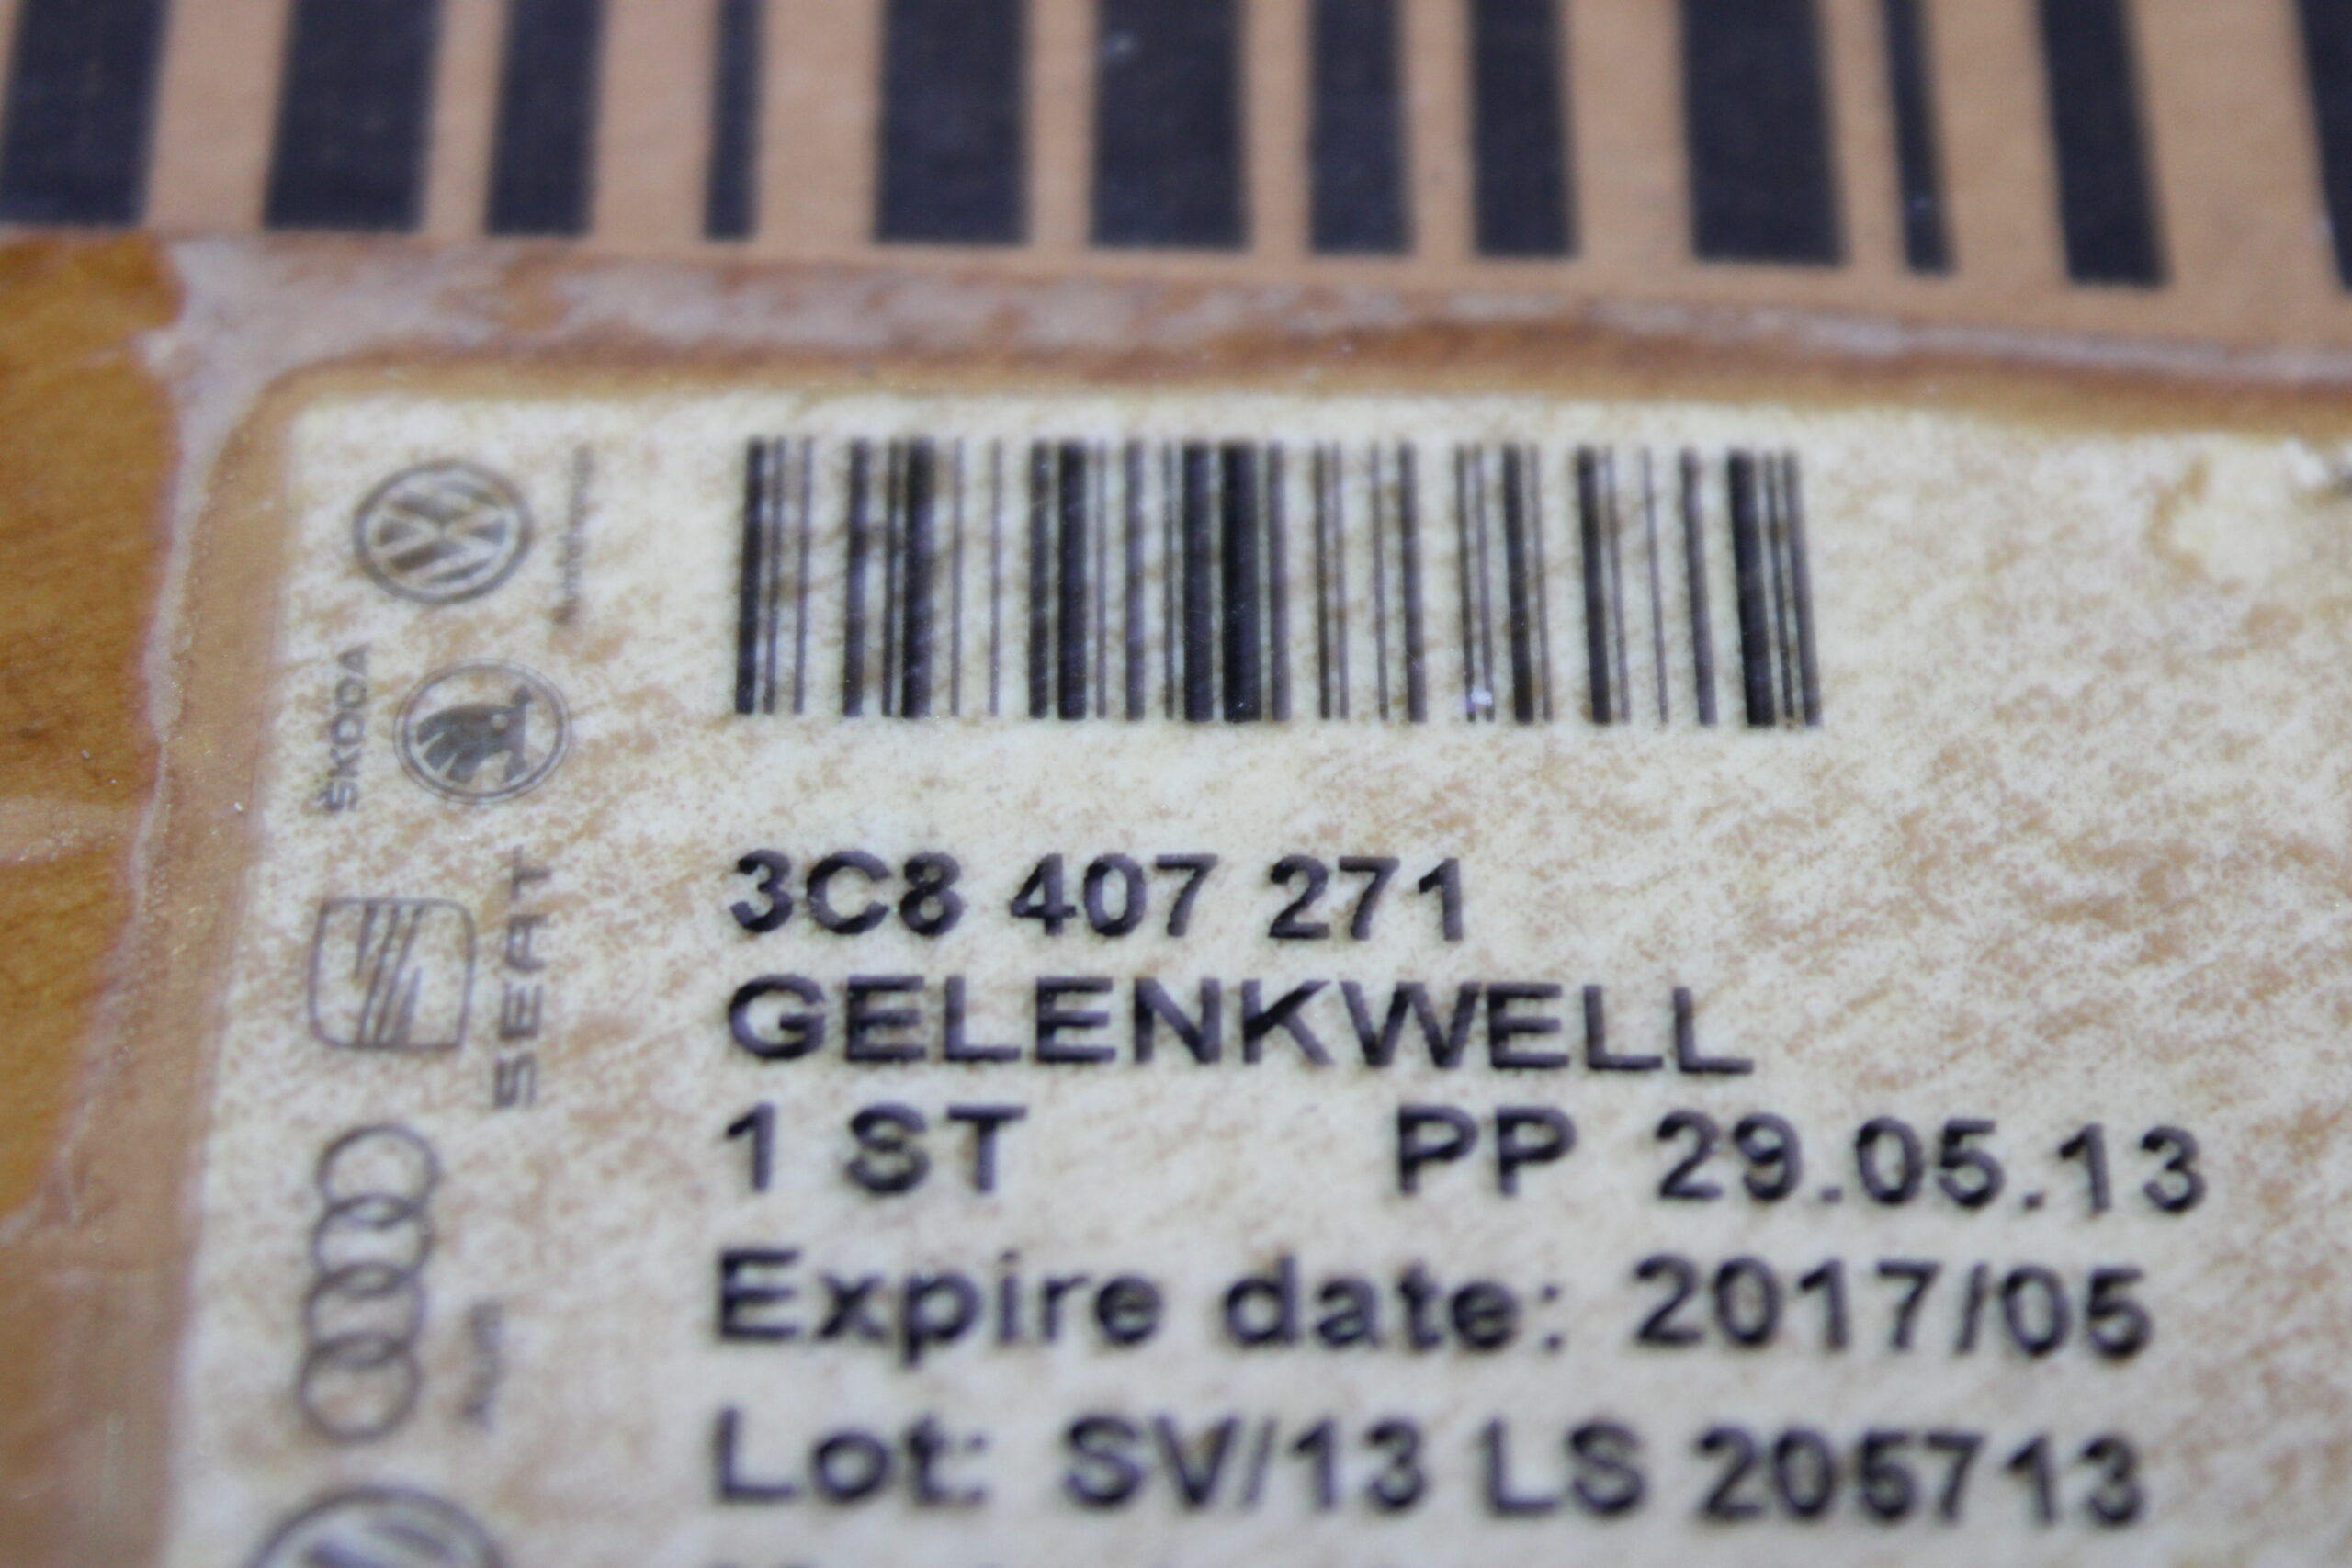 3C8 407 271
GELENKWELL
1 ST PP 29.05.13
Expire date: 2017/05
Lot: SV/13 LS 205713
ŠKODA
SEAT
Audi